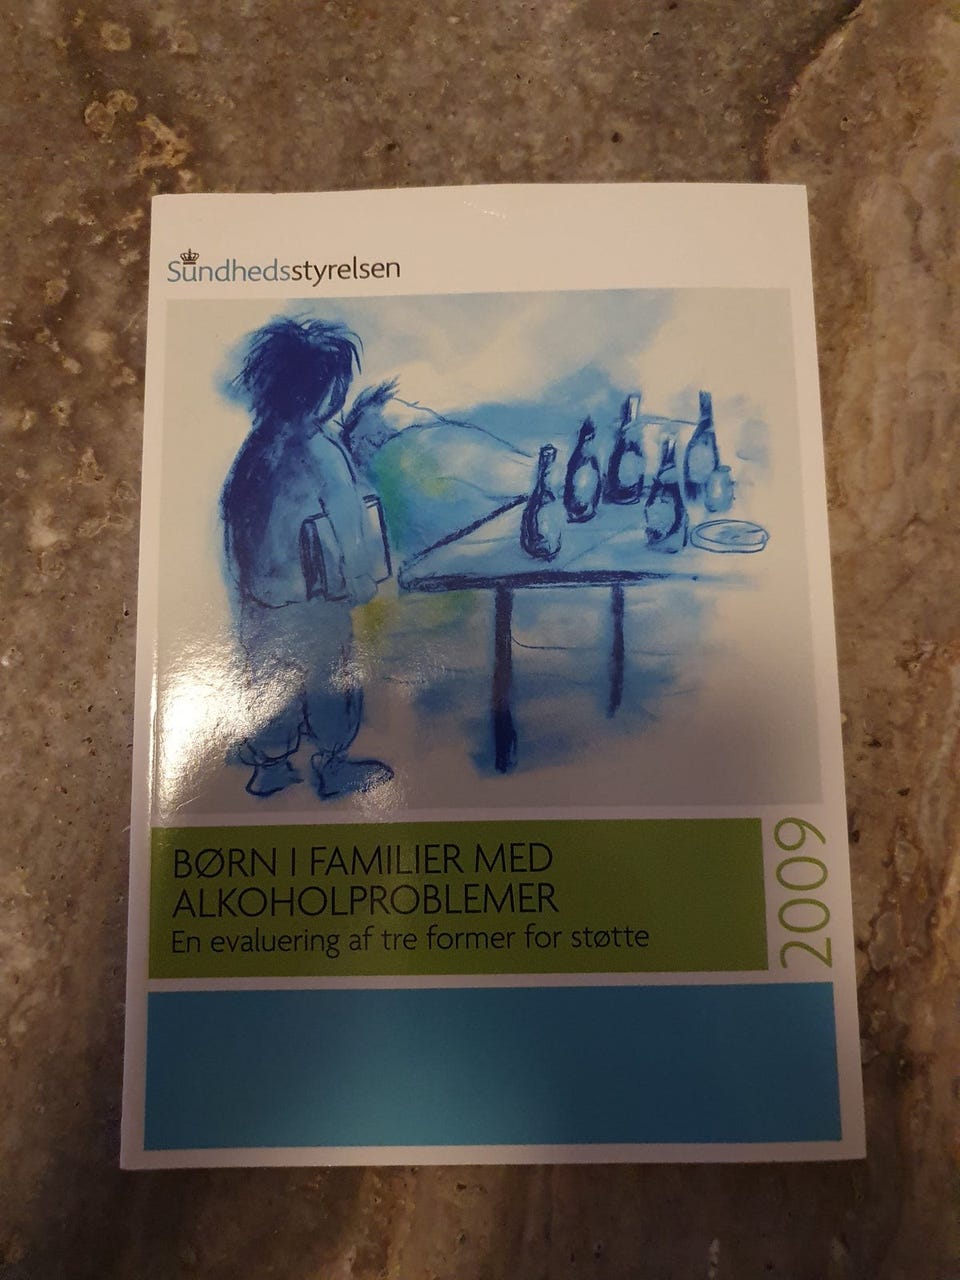 Sundhedsstyrelsen
BØRN I FAMILIER MED
ALKOHOLPROBLEMER
En evaluering af tre former for støtte
2009